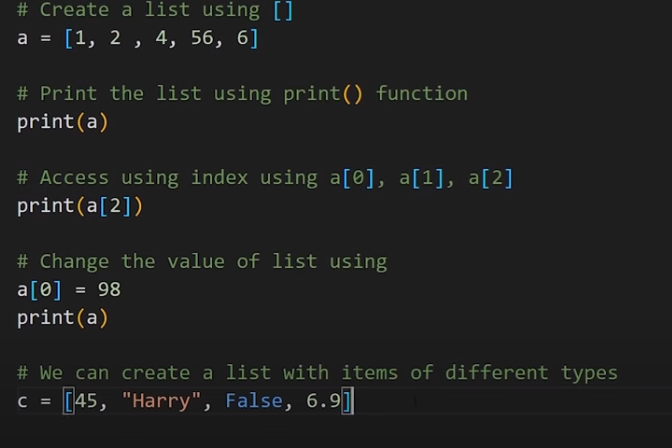 # Create a list using []
a = [1, 2 , 4, 56, 6]
# Print the list using print() function
print(a)
# Access using index using a[0], a[1], a[2]
print(a[2])
# Change the value of list using
a[0] = 98
print(a)
# We can create a list with items of different types
c = [45, "Harry", False, 6.9]